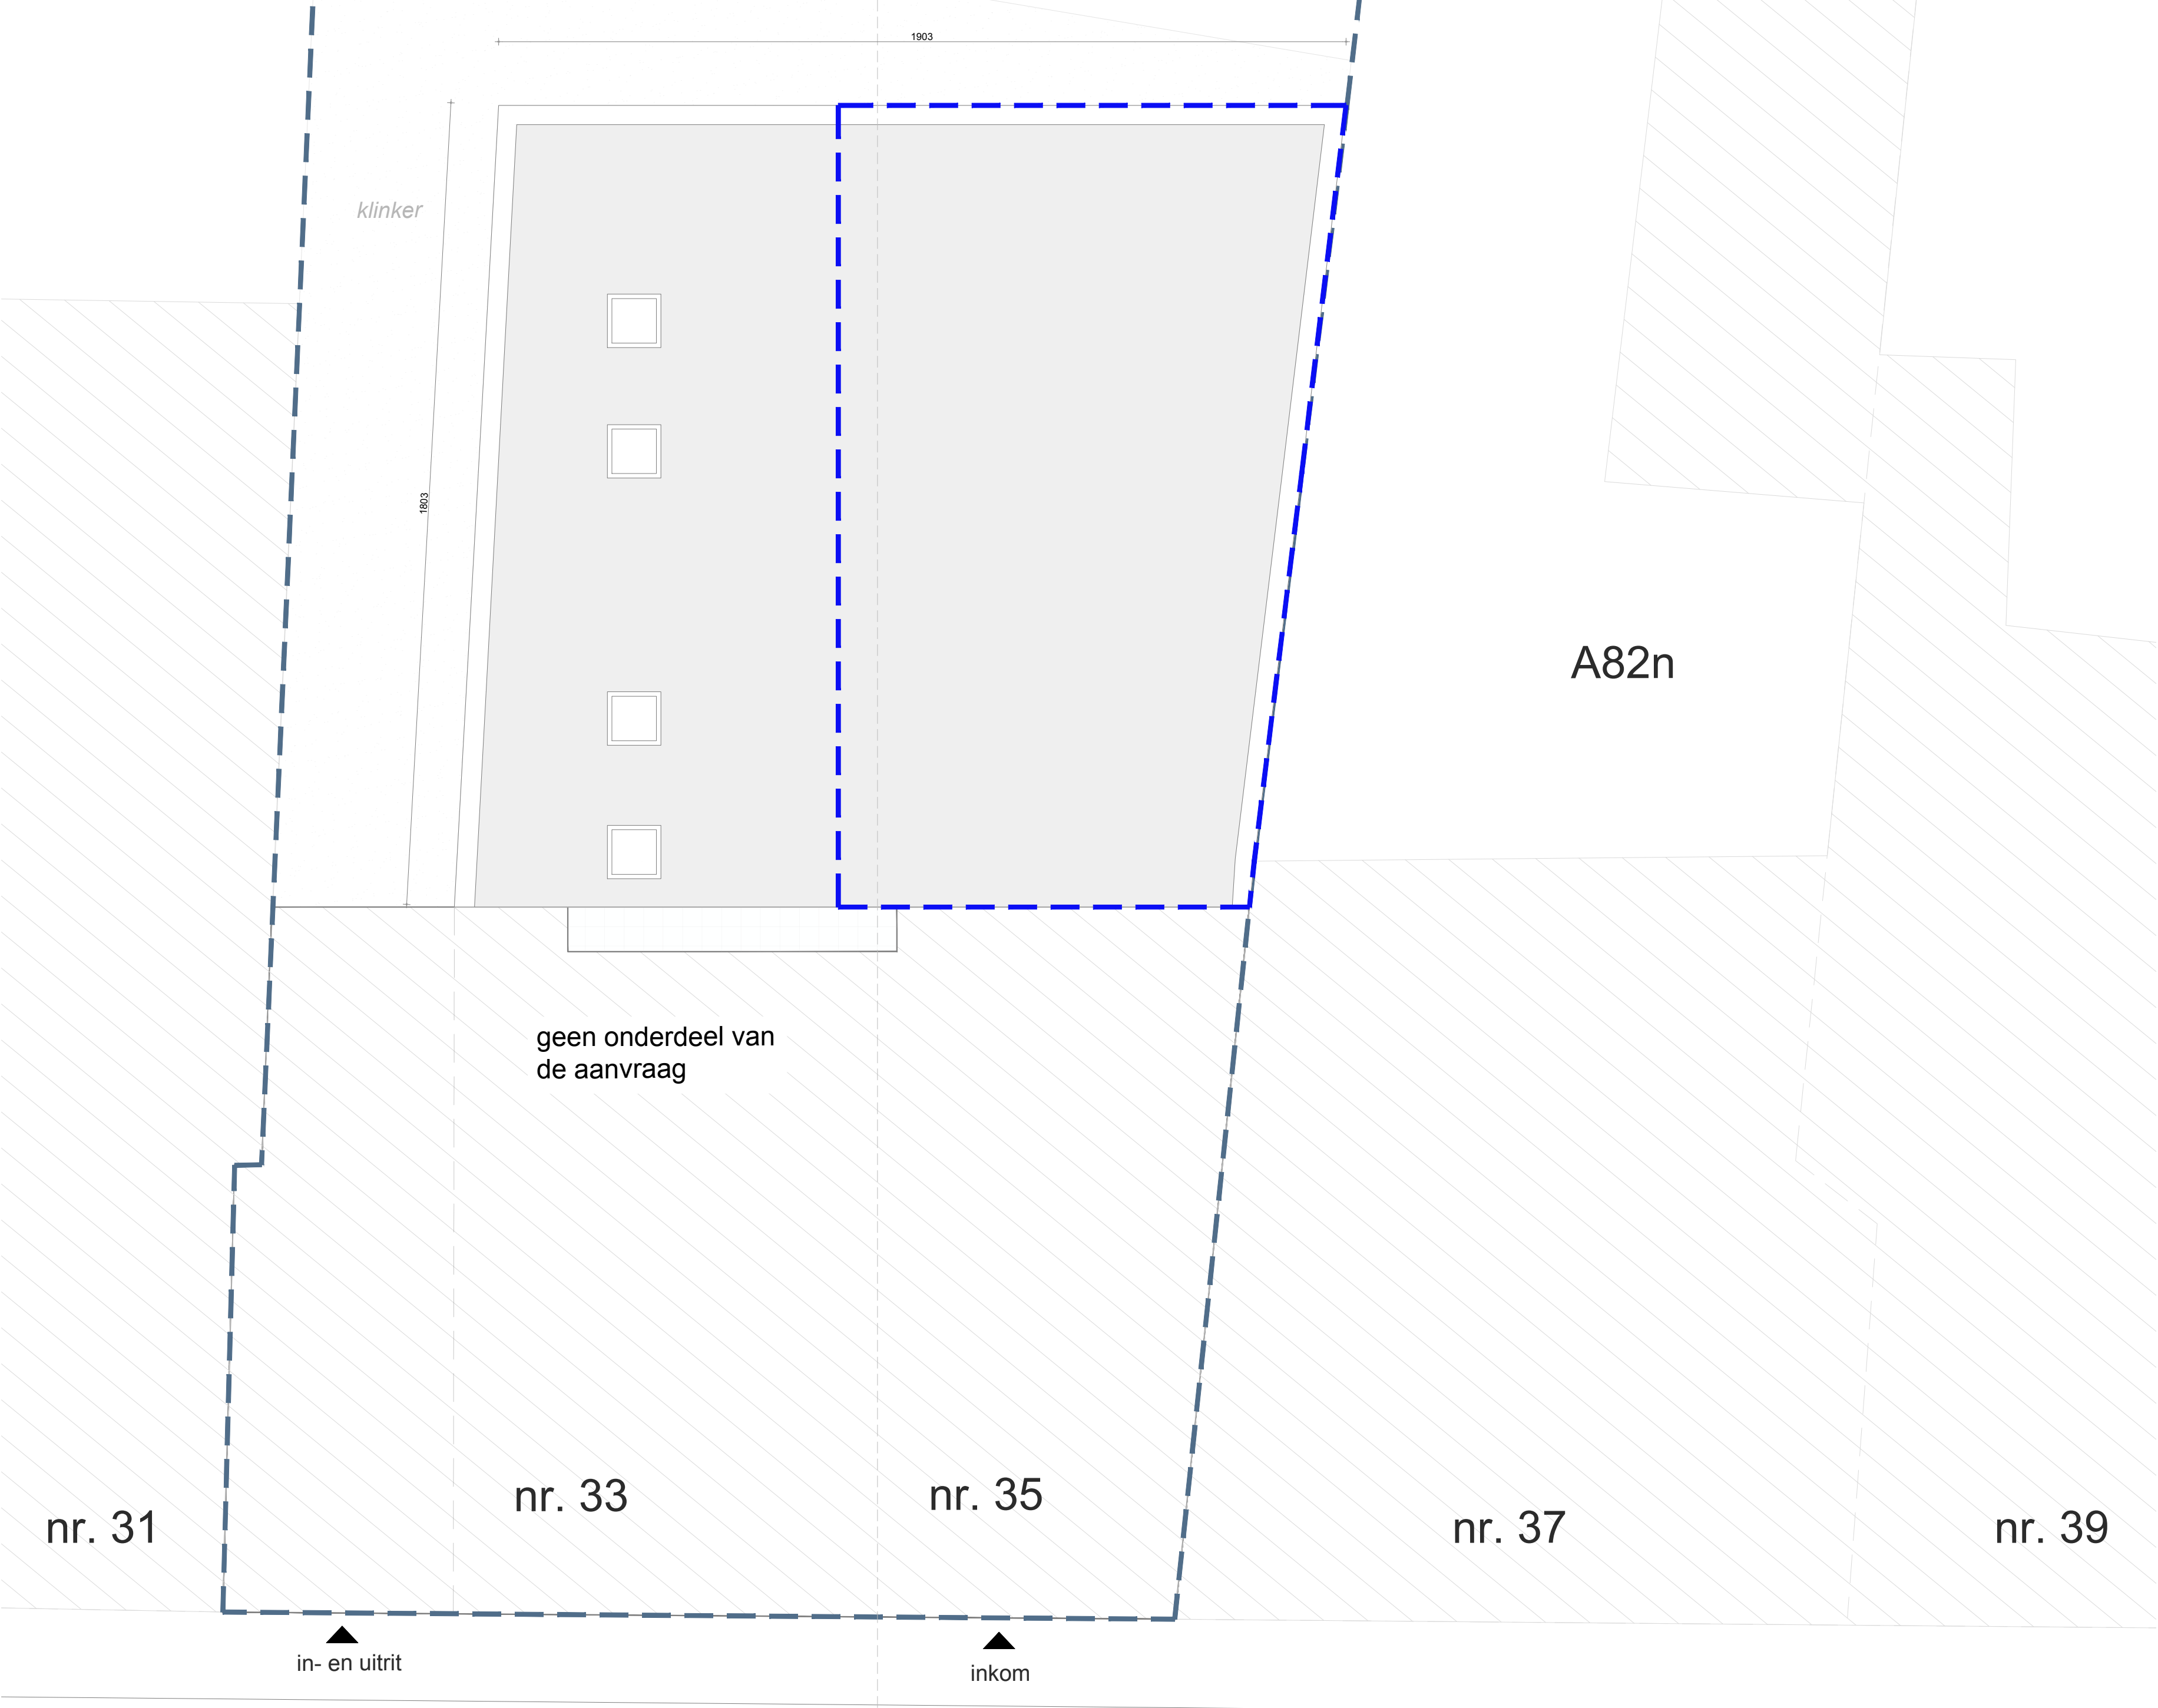 1903
klinker
1803
A82n
geen onderdeel van
de aanvraag
nr. 33
nr. 35
nr. 31
nr. 37
nr. 39
in- en uitrit
inkom